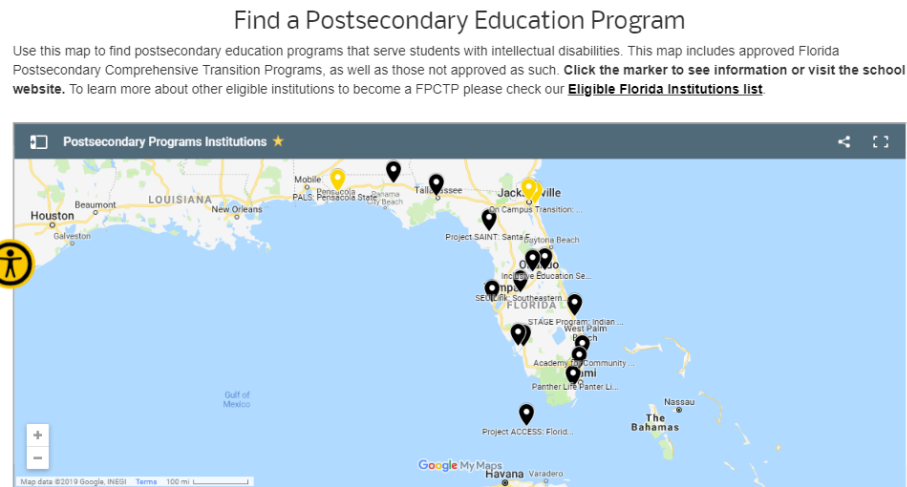 Find a Postsecondary Education Program
Use this map to find postsecondary education programs that serve students with intellectual disabilities. This map includes approved Florida
Postsecondary Comprehensive Transition Programs, as well as those not approved as such. Click the marker to see information or visit the school
website. To learn more about other eligible institutions to become a FPCTP please check our Eligible Florida Institutions list.
Postsecondary Programs Institutions
Mobile
Pensacola
PALS: Pensacola State
Panama
City Beach
Beaumont
LOUISIANA
New Orleans
Houston
Galveston
On Campus Transition: ...
Project SAINT: Santa F
Daytona Beach
Inclusive Education Se...
SEU Link: Southeastern...
FLORIDA
STAGE Program: Indian ...
West Palm
Academy for Community ...
Panther Life Panter Li...
Gulf of
Mexico
Nassau
The
Bahamas
Project ACCESS: Florid...
+
−
Google My Maps
Havana
Varadero
Map data ©2019 Google, INEGI
Terms
100 mi